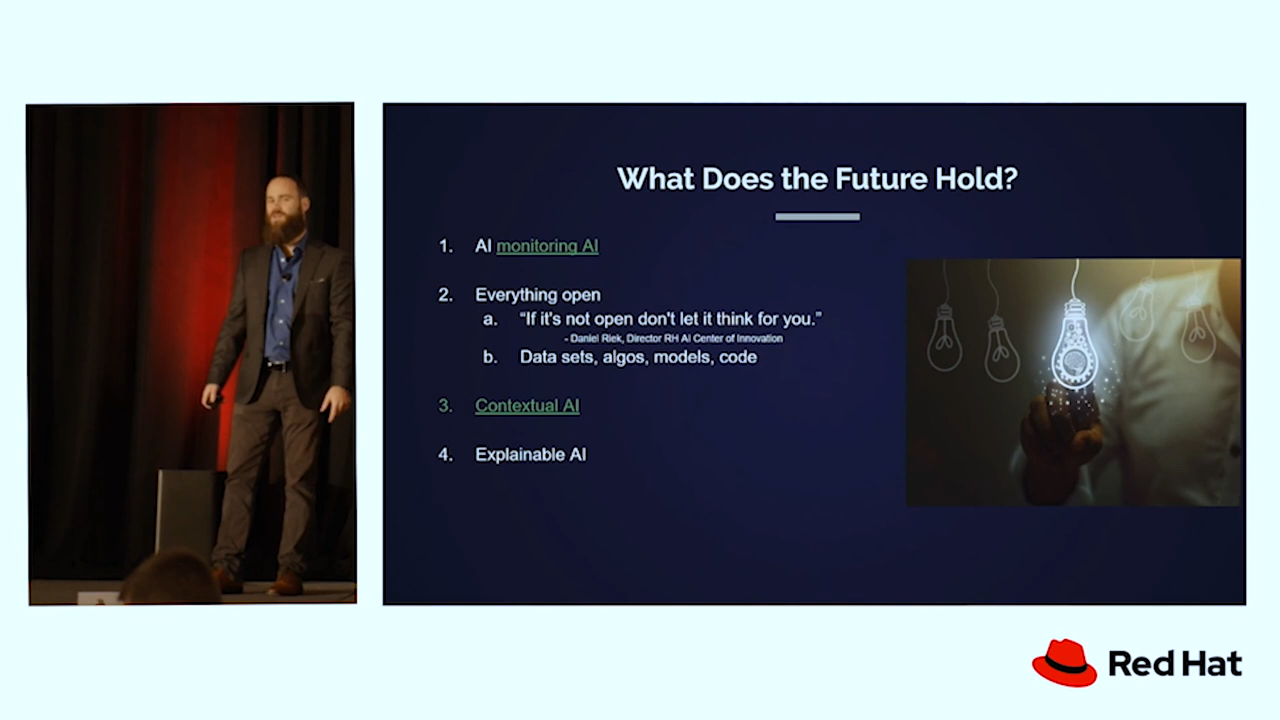 What Does the Future Hold?
1. AI monitoring AI
2. Everything open
a. “If it's not open don't let it think for you.”
- Daniel Riek, Director RH AI Center of Innovation
b. Data sets, algos, models, code
3. Contextual AI
4. Explainable AI
Red Hat